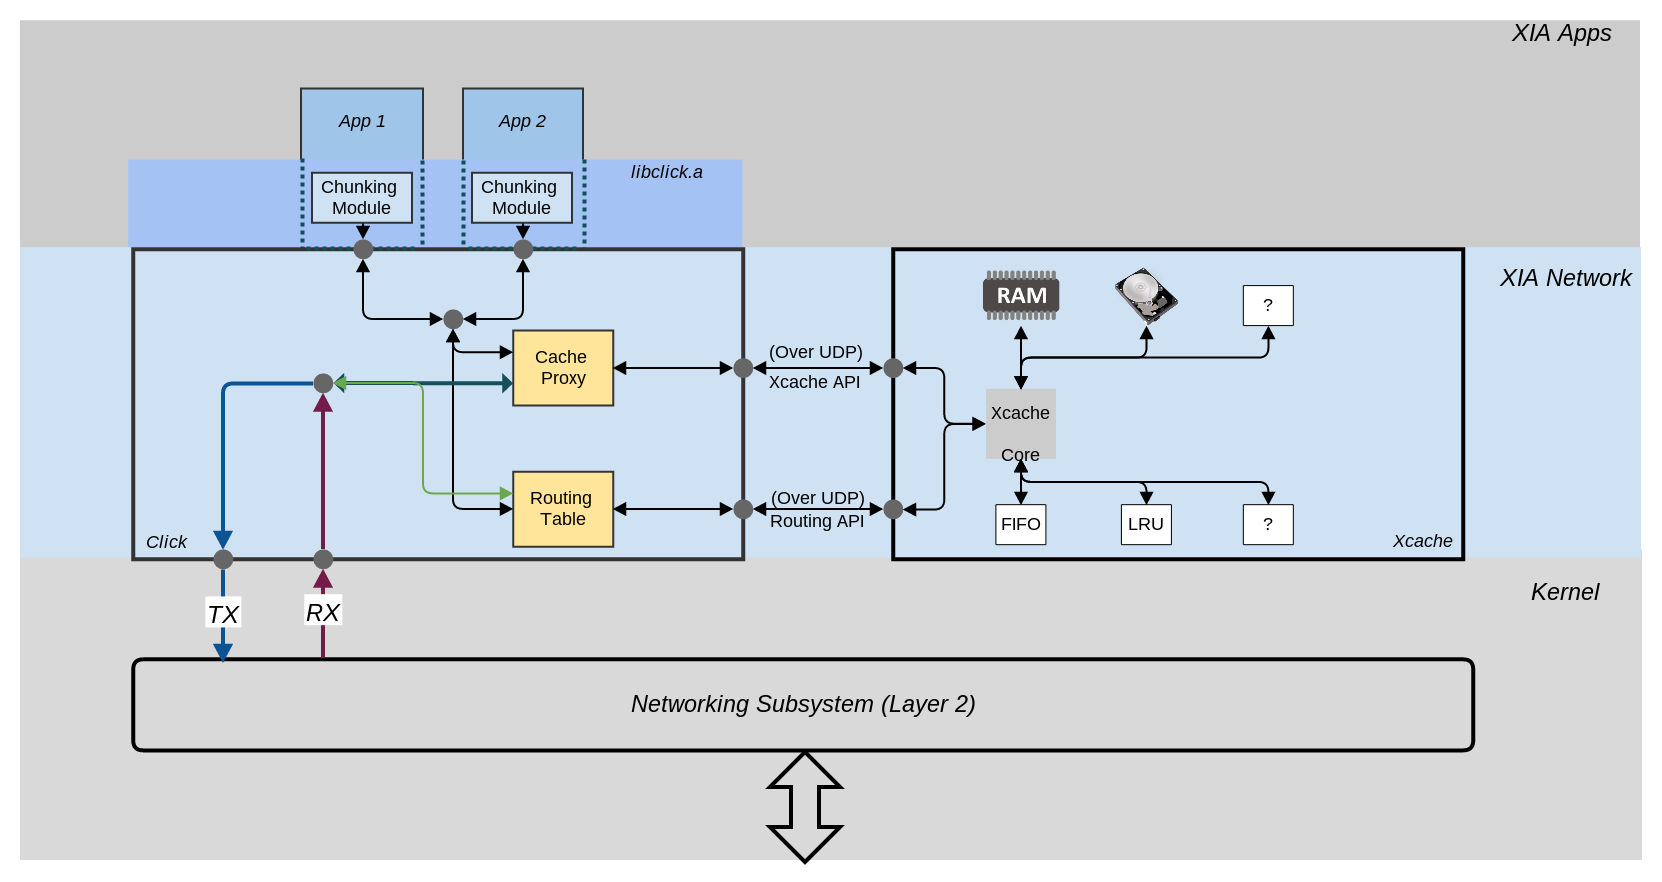 XIA Apps
App 1
App 2
libclick.a
Chunking
Module
Chunking
Module
XIA Network
RAM
?
Cache
Proxy
(Over UDP)
Xcache API
Xcache
Core
Routing
Table
(Over UDP)
Routing API
FIFO
LRU
?
Click
Xcache
Kernel
TX
RX
Networking Subsystem (Layer 2)